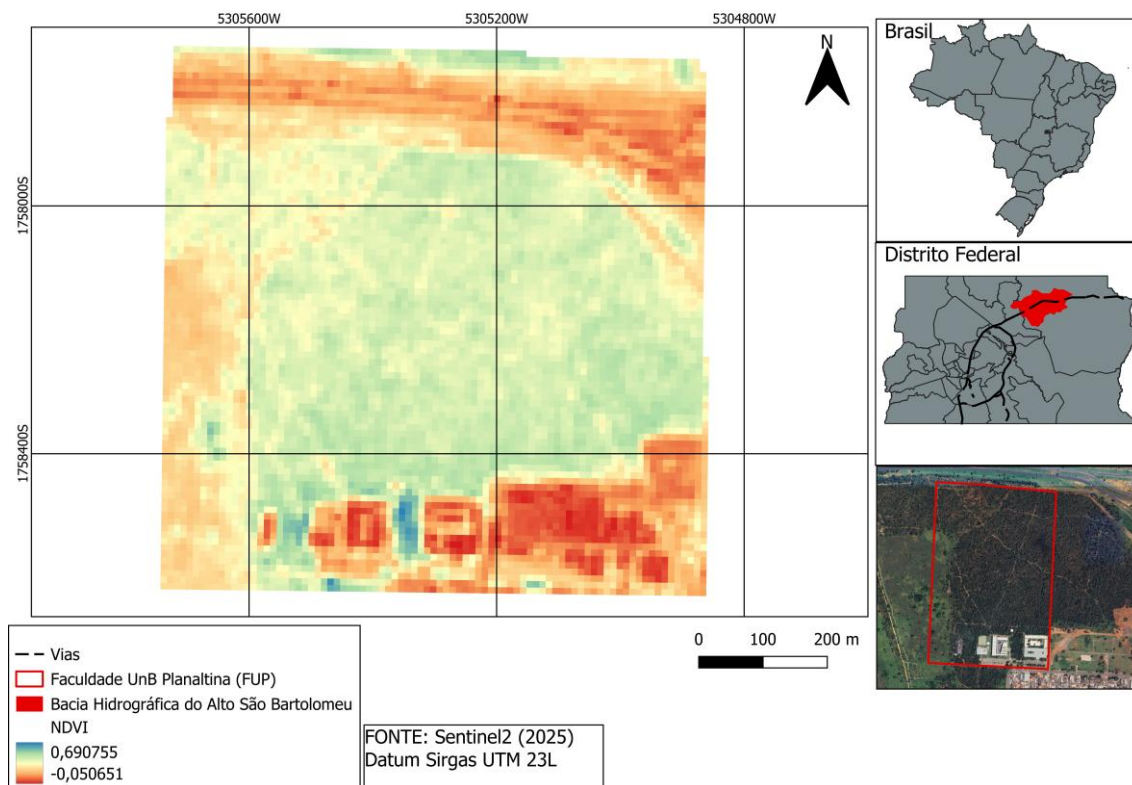 5305600W
5305200W
5304800W
N
1758000S
1758400S
Brasil
Distrito Federal
0
100
200 m
Vias
Faculdade UnB Planaltina (FUP)
Bacia Hidrográfica do Alto São Bartolomeu
NDVI
0,690755
-0,050651
FONTE: Sentinel2 (2025)
Datum Sirgas UTM 23L